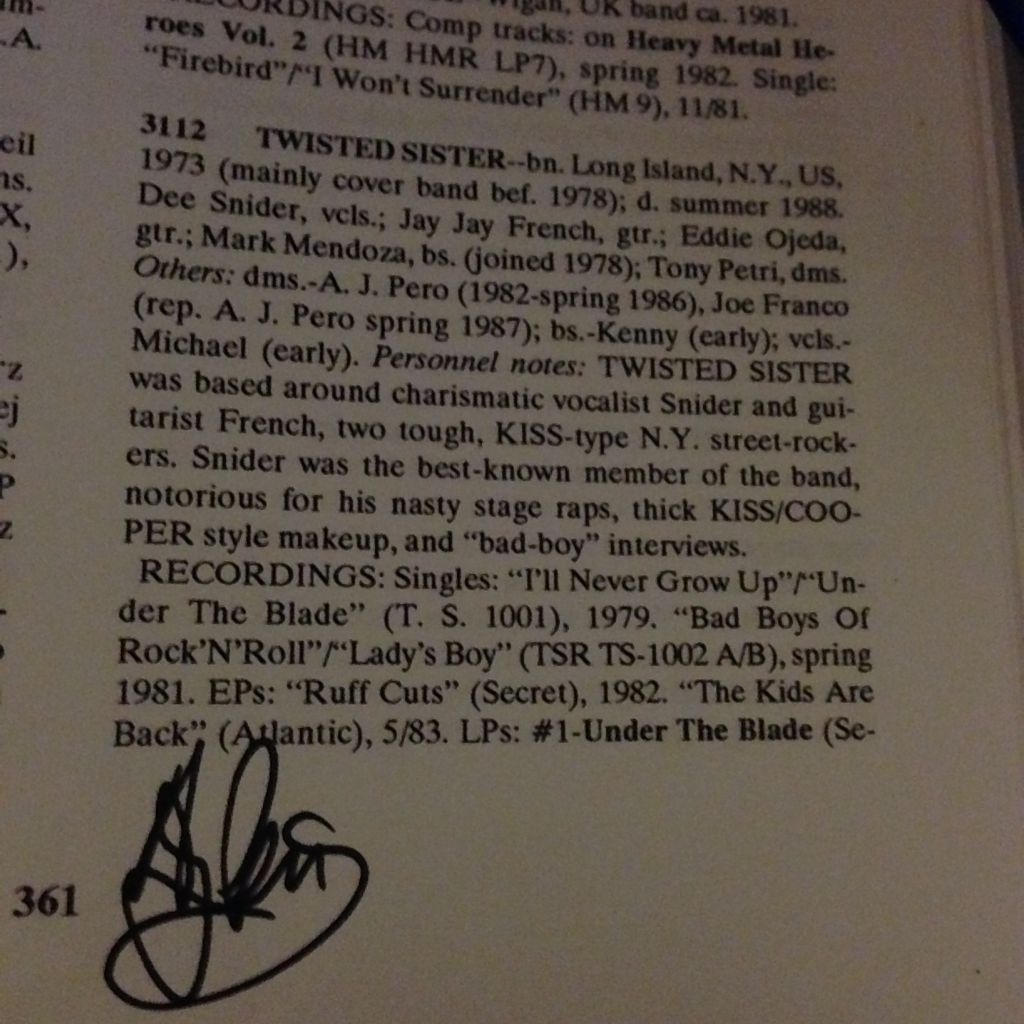 RECORDINGS: Comp tracks: on Heavy Metal He-
roes Vol. 2 (HM HMR LP7), spring 1982. Single:
"Firebird"/"I Won't Surrender" (HM 9), 11/81.
3112 TWISTED SISTER--bn. Long Island, N.Y., US,
1973 (mainly cover band bef. 1978); d. summer 1988.
Dee Snider, vcls.; Jay Jay French, gtr.; Eddie Ojeda,
gtr.; Mark Mendoza, bs. (joined 1978); Tony Petri, dms.
Others: dms.-A. J. Pero (1982-spring 1986), Joe Franco
(rep. A. J. Pero spring 1987); bs.-Kenny (early); vcls.-
Michael (early). Personnel notes: TWISTED SISTER
was based around charismatic vocalist Snider and gui-
tarist French, two tough, KISS-type N.Y. street-rock-
ers. Snider was the best-known member of the band,
notorious for his nasty stage raps, thick KISS/COO-
PER style makeup, and "bad-boy" interviews.
RECORDINGS: Singles: "I'll Never Grow Up"/"Un-
der The Blade" (T. S. 1001), 1979. "Bad Boys Of
Rock'N'Roll"/"Lady's Boy" (TSR TS-1002 A/B), spring
1981. EPs: "Ruff Cuts" (Secret), 1982. "The Kids Are
Back" (Atlantic), 5/83. LPs: #1-Under The Blade (Se-
361